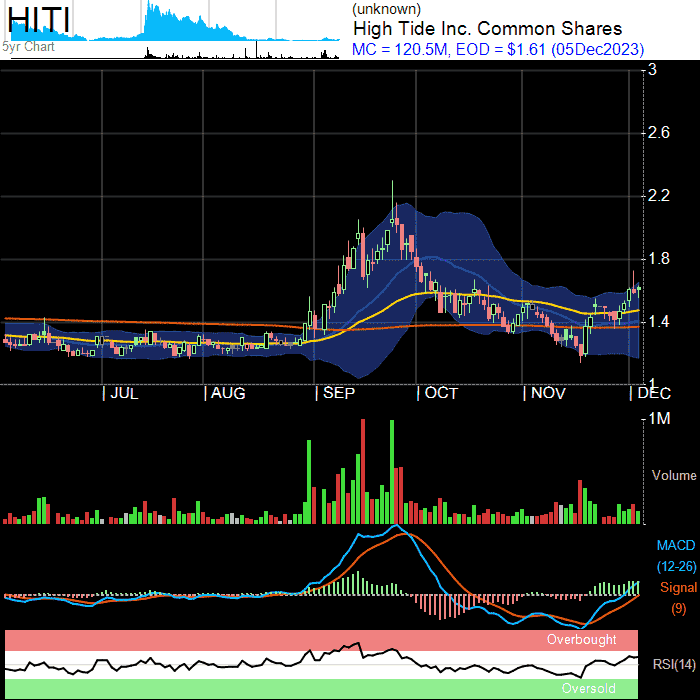 HITI
5yr Chart
(unknown)
High Tide Inc. Common Shares
MC = 120.5M, EOD = $1.61 (05Dec2023)
3
2.6
2.2
1.8
1.4
1
JUL
AUG
SEP
OCT
NOV
DEC
1M
Volume
MACD
(12-26)
Signal
(9)
Overbought
RSI(14)
Oversold